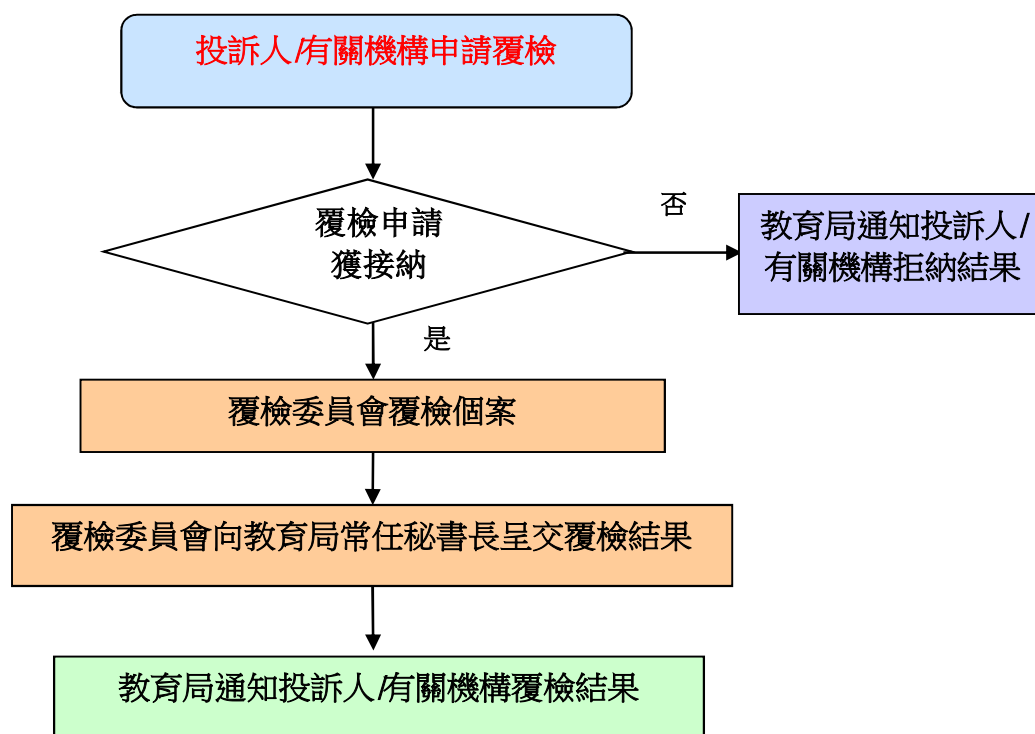 投訴人/有關機構申請覆檢
覆檢申請
獲接納
否
教育局通知投訴人/
有關機構拒納結果
是
覆檢委員會覆檢個案
覆檢委員會向教育局常任秘書長呈交覆檢結果
教育局通知投訴人/有關機構覆檢結果